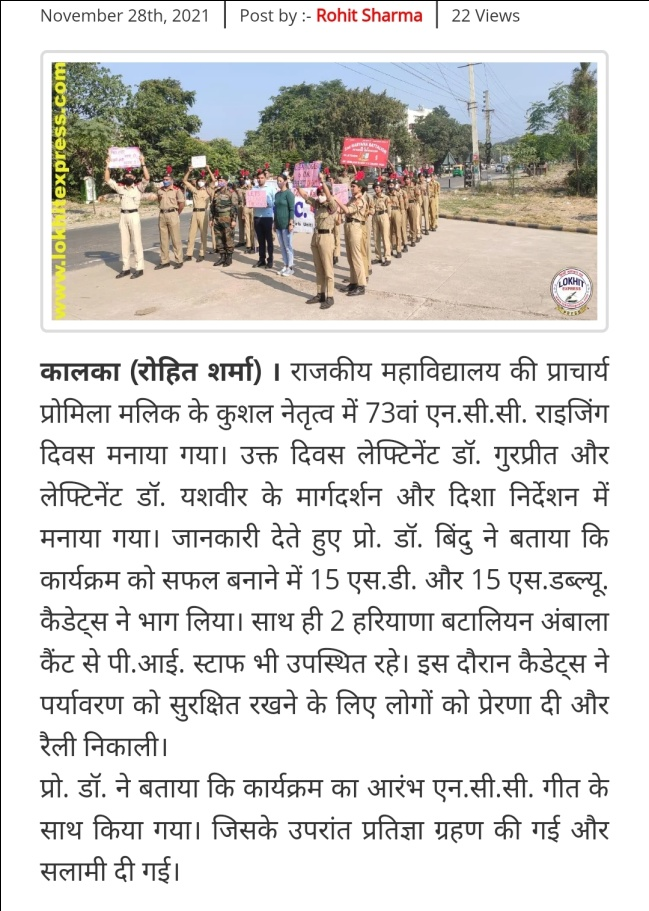 November 28th, 2021 | Post by :- Rohit Sharma | 22 Views
www.lokhitexpress.com
LOKHIT
EXPRESS
कालका (रोहित शर्मा) । राजकीय महाविद्यालय की प्राचार्य
प्रोमिला मलिक के कुशल नेतृत्व में 73वां एन.सी.सी. राइजिंग
दिवस मनाया गया। उक्त दिवस लेफ्टिनेंट डॉ. गुरप्रीत और
लेफ्टिनेंट डॉ. यशवीर के मार्गदर्शन और दिशा निर्देशन में
मनाया गया। जानकारी देते हुए प्रो. डॉ. बिंदु ने बताया कि
कार्यक्रम को सफल बनाने में 15 एस.डी. और 15 एस.डब्ल्यू.
कैडेट्स ने भाग लिया। साथ ही 2 हरियाणा बटालियन अंबाला
कैंट से पी.आई. स्टाफ भी उपस्थित रहे। इस दौरान कैडेट्स ने
पर्यावरण को सुरक्षित रखने के लिए लोगों को प्रेरणा दी और
रैली निकाली।
प्रो. डॉ. ने बताया कि कार्यक्रम का आरंभ एन.सी.सी. गीत के
साथ किया गया। जिसके उपरांत प्रतिज्ञा ग्रहण की गई और
सलामी दी गई।